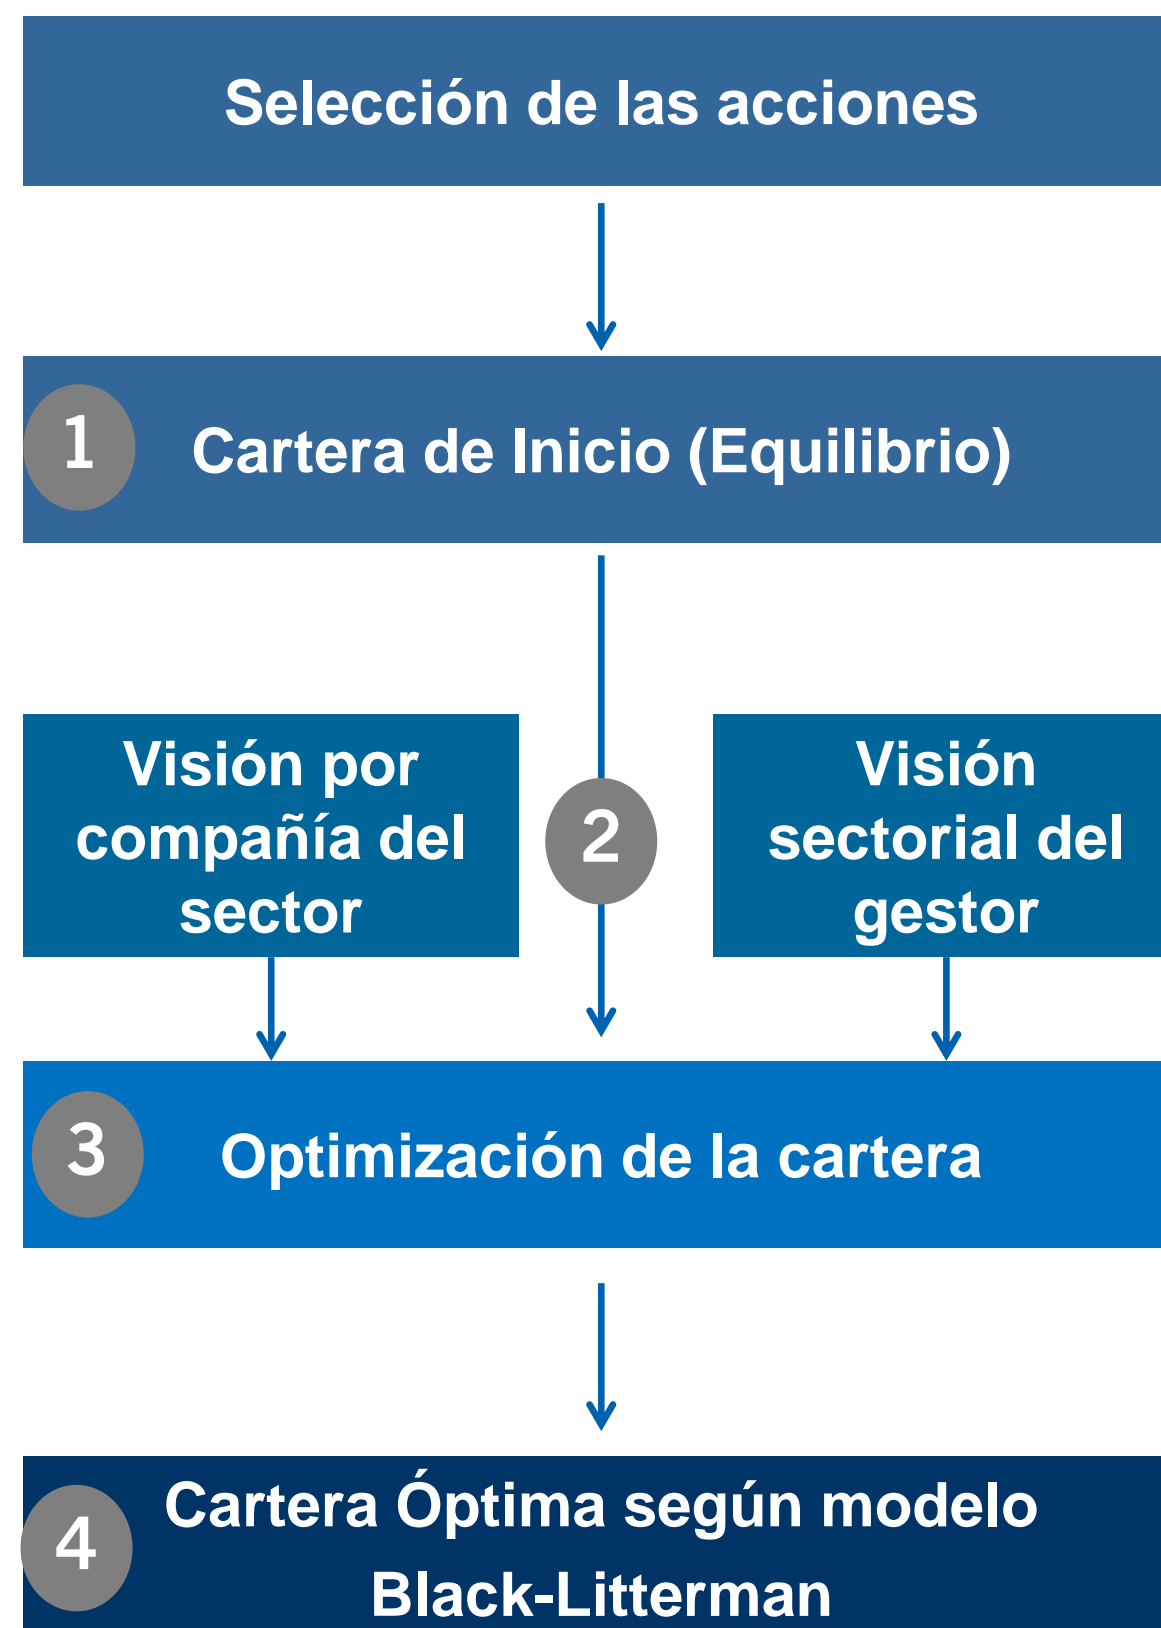 Selección de las acciones
1
Cartera de Inicio (Equilibrio)
Visión por
compañía del
sector
2
Visión
sectorial del
gestor
3
Optimización de la cartera
4
Cartera Óptima según modelo
Black-Litterman